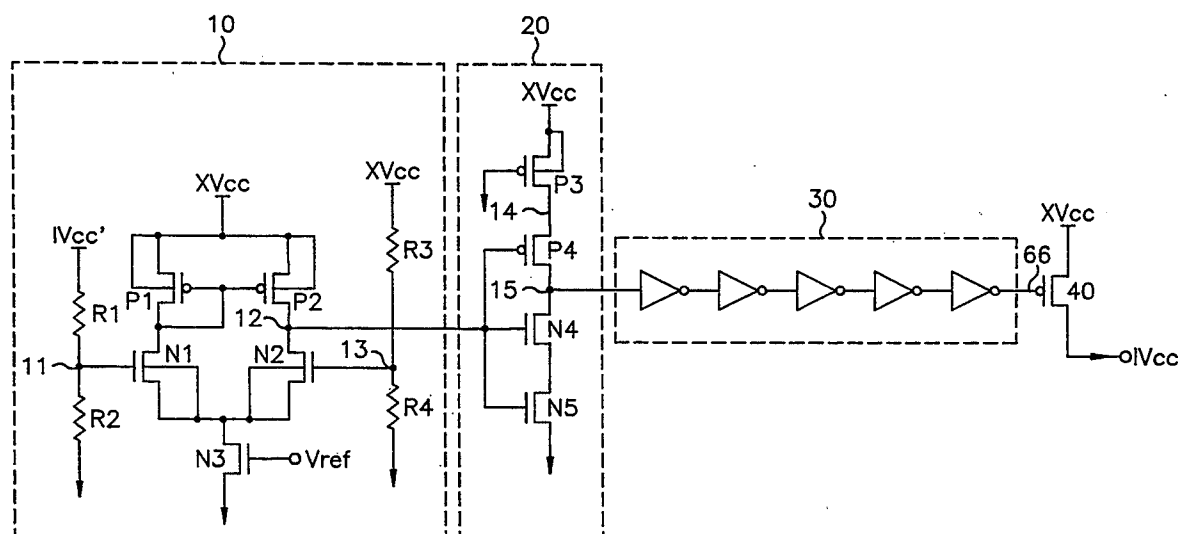 10
20
XVcc
XVcc
XVcc
IVcc'
P3
14
30
XVcc
R3
P4
66
P1
P2
15
40
R1
12
N4
IVcc
11
N1
N2
13
R2
R4
N5
N3
Vref